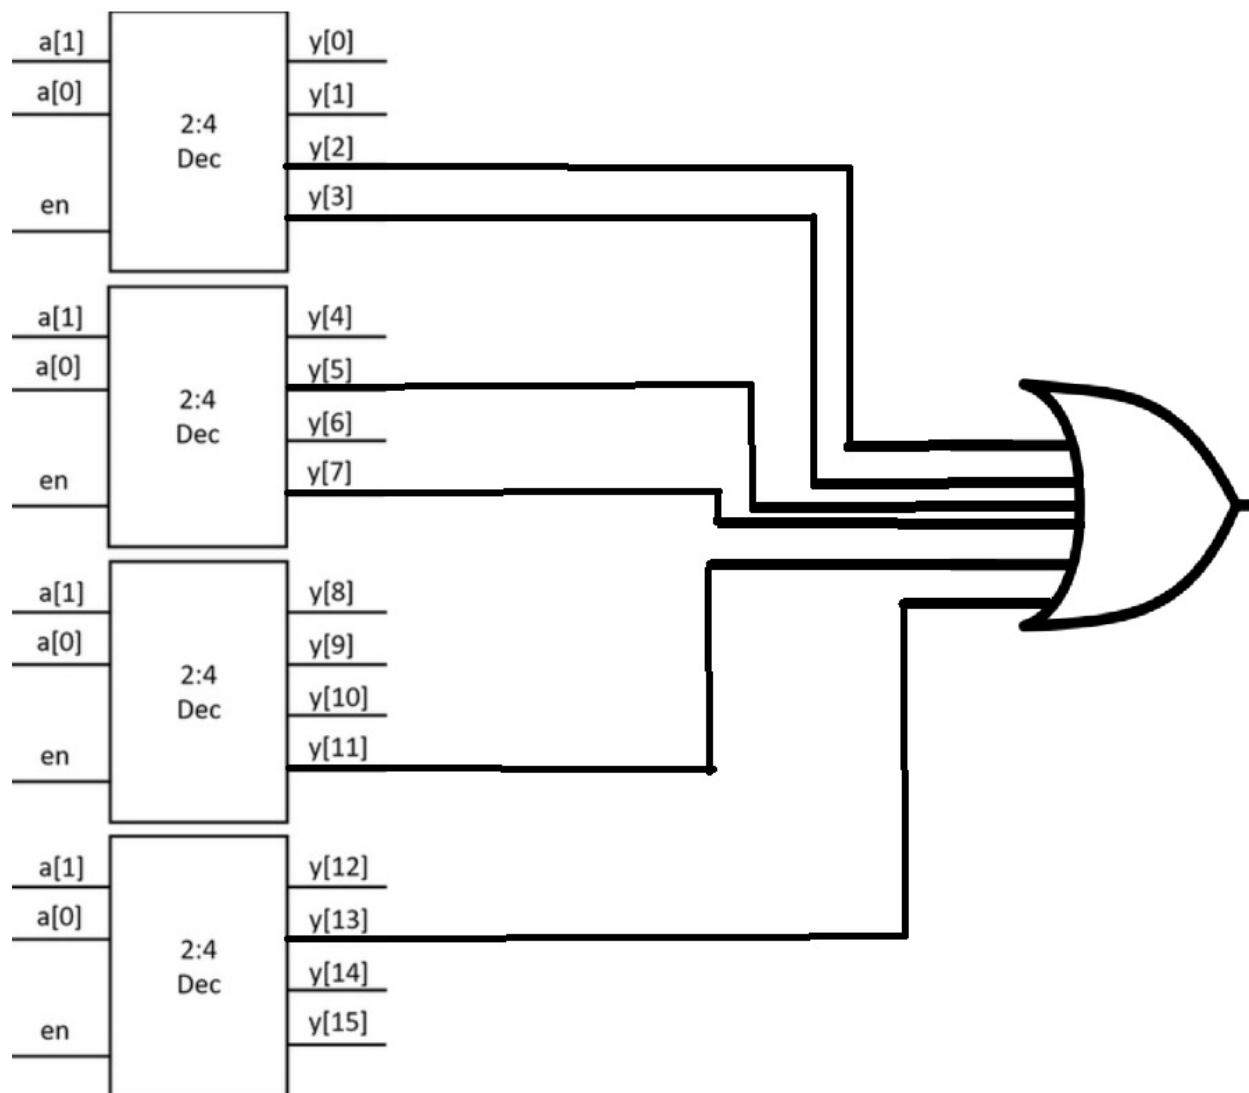 a[1]
y[0]
a[0]
y[1]
2:4
Dec
y[2]
en
y[3]
a[1]
y[4]
a[0]
y[5]
2:4
Dec
y[6]
en
y[7]
a[1]
y[8]
a[0]
y[9]
2:4
Dec
y[10]
en
y[11]
a[1]
y[12]
a[0]
y[13]
2:4
Dec
y[14]
en
y[15]